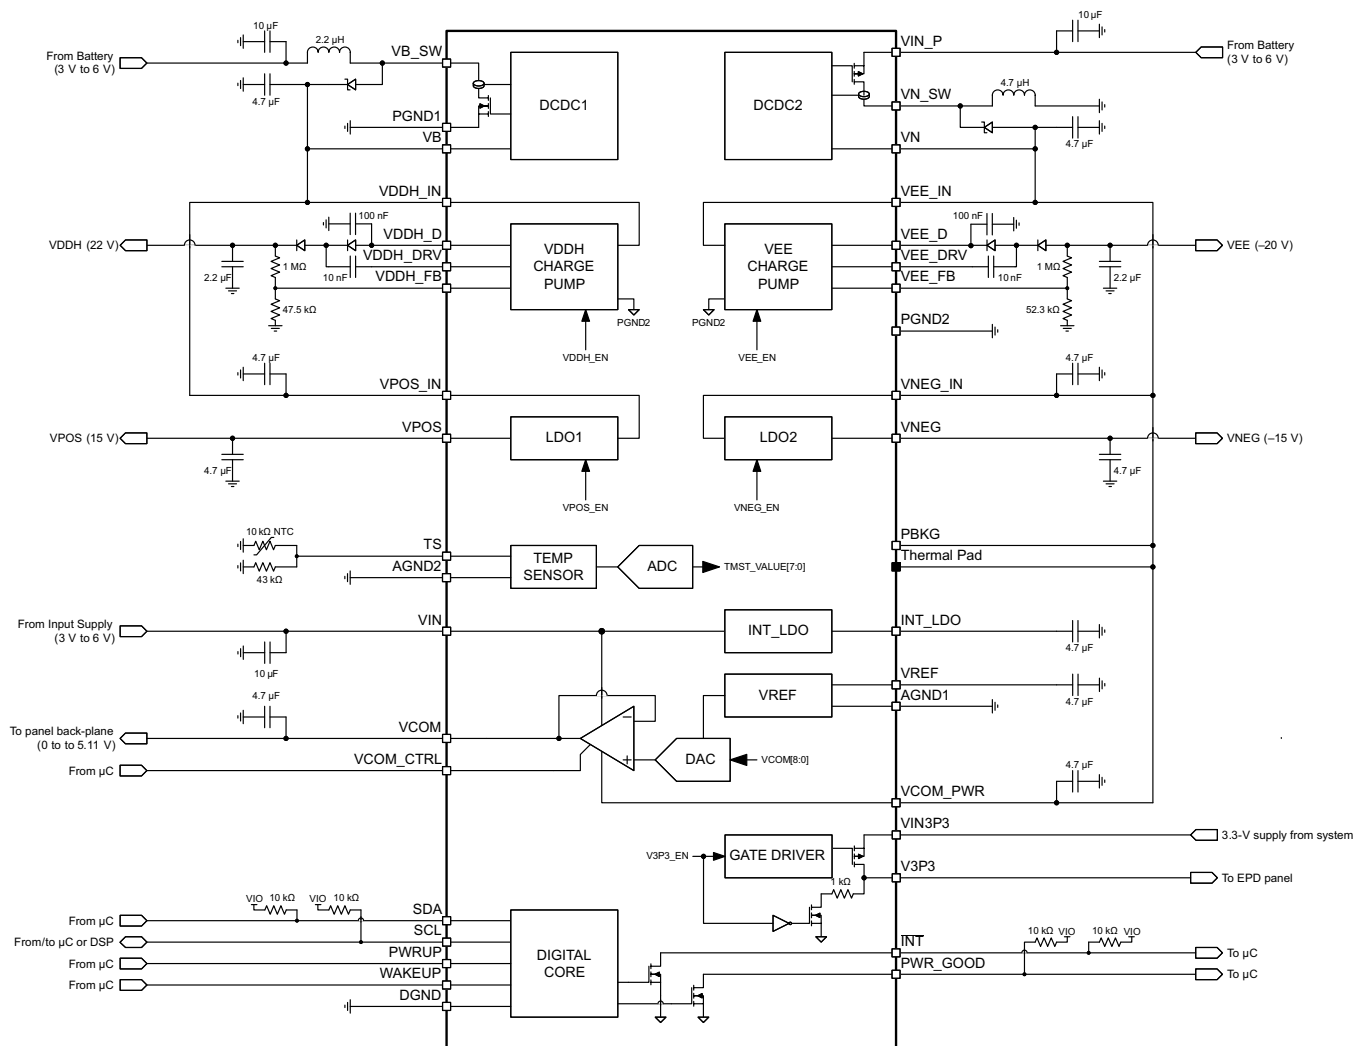 10 µF
2.2 µH
From Battery
(3 V to 6 V)
VB_SW
4.7 µF
PGND1
VB
DCDC1
DCDC2
VIN_P
10 µF
From Battery
(3 V to 6 V)
VN_SW
4.7 µH
VN
4.7 µF
VDDH_IN
100 nF
VDDH (22 V)
VDDH_D
VDDH_DRV
1 MΩ
10 nF
VDDH_FB
2.2 µF
47.5 kΩ
VDDH
CHARGE
PUMP
PGND2
VDDH_EN
VEE_IN
100 nF
VEE_D
VEE (–20 V)
VEE_DRV
VEE_FB
10 nF
1 MΩ
2.2 µF
52.3 kΩ
VEE
CHARGE
PUMP
PGND2
VEE_EN
PGND2
4.7 µF
VPOS_IN
VPOS
VPOS (15 V)
4.7 µF
LDO1
VPOS_EN
LDO2
VNEG_EN
4.7 µF
VNEG_IN
VNEG
VNEG (–15 V)
4.7 µF
10 kΩ NTC
43 kΩ
TS
AGND2
TEMP
SENSOR
ADC
TMST_VALUE[7:0]
PBKG
Thermal Pad
From Input Supply
(3 V to 6 V)
VIN
10 µF
INT_LDO
INT_LDO
4.7 µF
VREF
VREF
AGND1
4.7 µF
4.7 µF
To panel back-plane
(0 to to 5.11 V)
VCOM
From µC
VCOM_CTRL
–
+
DAC
VCOM[8:0]
4.7 µF
VCOM_PWR
VIN3P3
3.3-V supply from system
V3P3_EN
GATE DRIVER
1 kΩ
V3P3
To EPD panel
VIO
10 kΩ
VIO
10 kΩ
From µC
SDA
From/to µC or DSP
SCL
From µC
PWRUP
From µC
WAKEUP
DGND
DIGITAL
CORE
INT
10 kΩ
VIO
10 kΩ
VIO
To µC
PWR_GOOD
To µC